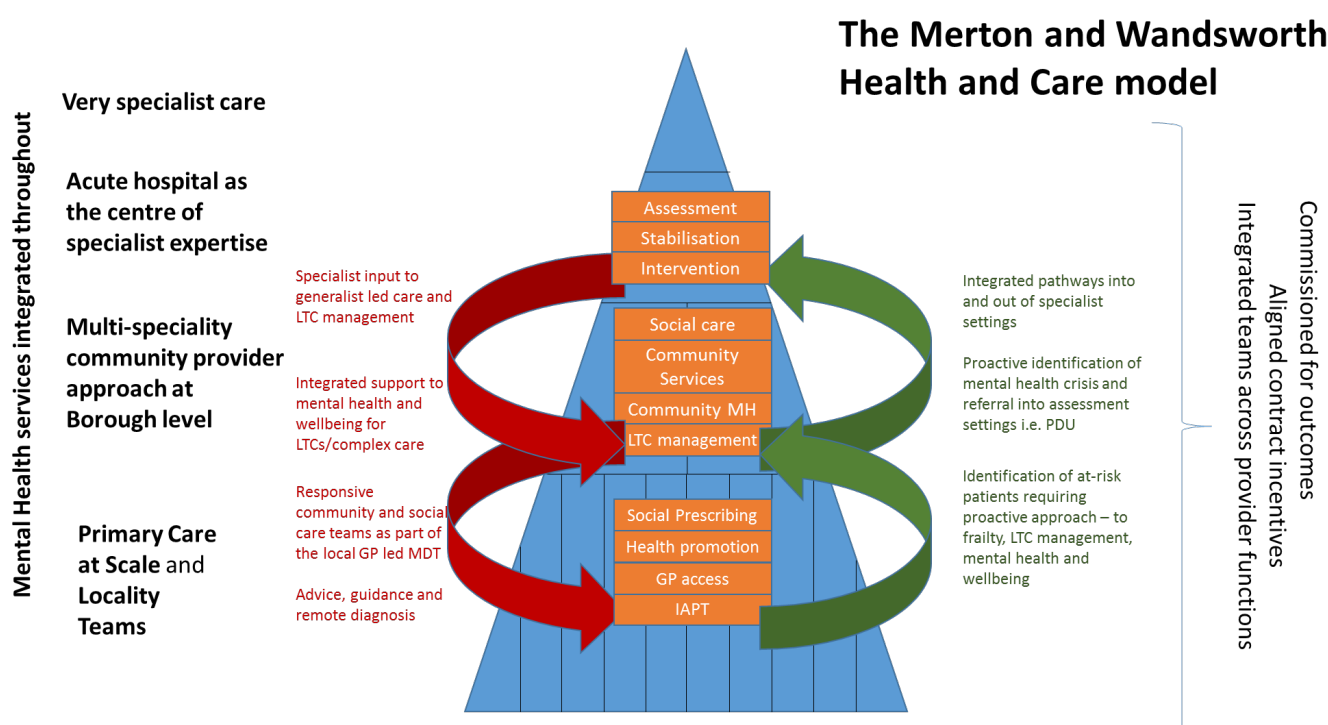 The Merton and Wandsworth
Health and Care model
Mental Health services integrated throughout
Very specialist care
Acute hospital as
the centre of
specialist expertise
Multi-speciality
community provider
approach at
Borough level
Primary Care
at Scale and
Locality
Teams
Specialist input to
generalist led care and
LTC management
Integrated support to
mental health and
wellbeing for
LTCs/complex care
Responsive
community and social
care teams as part of
the local GP led MDT
Advice, guidance and
remote diagnosis
Assessment
Stabilisation
Intervention
Social care
Community
Services
Community MH
LTC management
Social Prescribing
Health promotion
GP access
IAPT
Integrated pathways into
and out of specialist
settings
Proactive identification of
mental health crisis and
referral into assessment
settings i.e. PDU
Identification of at-risk
patients requiring
proactive approach – to
frailty, LTC management,
mental health and
wellbeing
Commissioned for outcomes
Aligned contract incentives
Integrated teams across provider functions